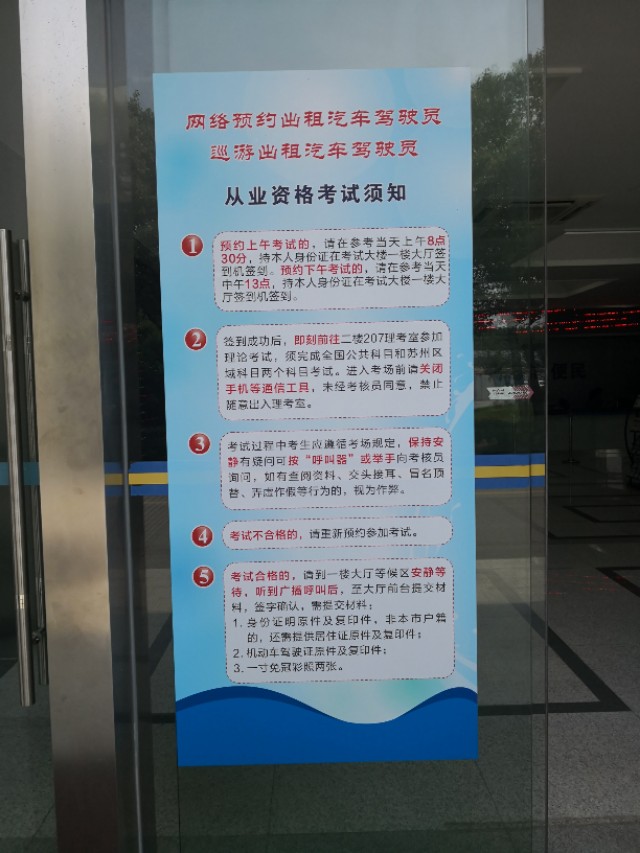 网络预约出租汽车驾驶员
巡游出租汽车驾驶员
从业资格考试须知
1 预约上午考试的，请在参考当天上午8点
30分，持本人身份证在考试大楼一楼大厅签
到机签到。预约下午考试的，请在参考当天
中午13点，持本人身份证在考试大楼一楼大
厅签到机签到。
2 签到成功后，即刻前往二楼207理考室参加
理论考试，须完成全国公共科目和苏州区
域科目两个科目考试。进入考场前请关闭
手机等通信工具，未经考核员同意，禁止
随意出入理考室。
3 考试过程中考生应遵循考场规定，保持安
静有疑问可按“呼叫器”或举手向考核员
询问，如有查阅资料、交头接耳、冒名顶
替、弄虚作假等行为的，视为作弊。
4 考试不合格的，请重新预约参加考试。
5 考试合格的，请到一楼大厅等候区安静等
待，听到广播呼叫后，至大厅前台提交材
料，签字确认，需提交材料：
1. 身份证明原件及复印件，非本市户籍
的，还需提供居住证原件及复印件；
2. 机动车驾驶证原件及复印件；
3. 一寸免冠彩照两张。